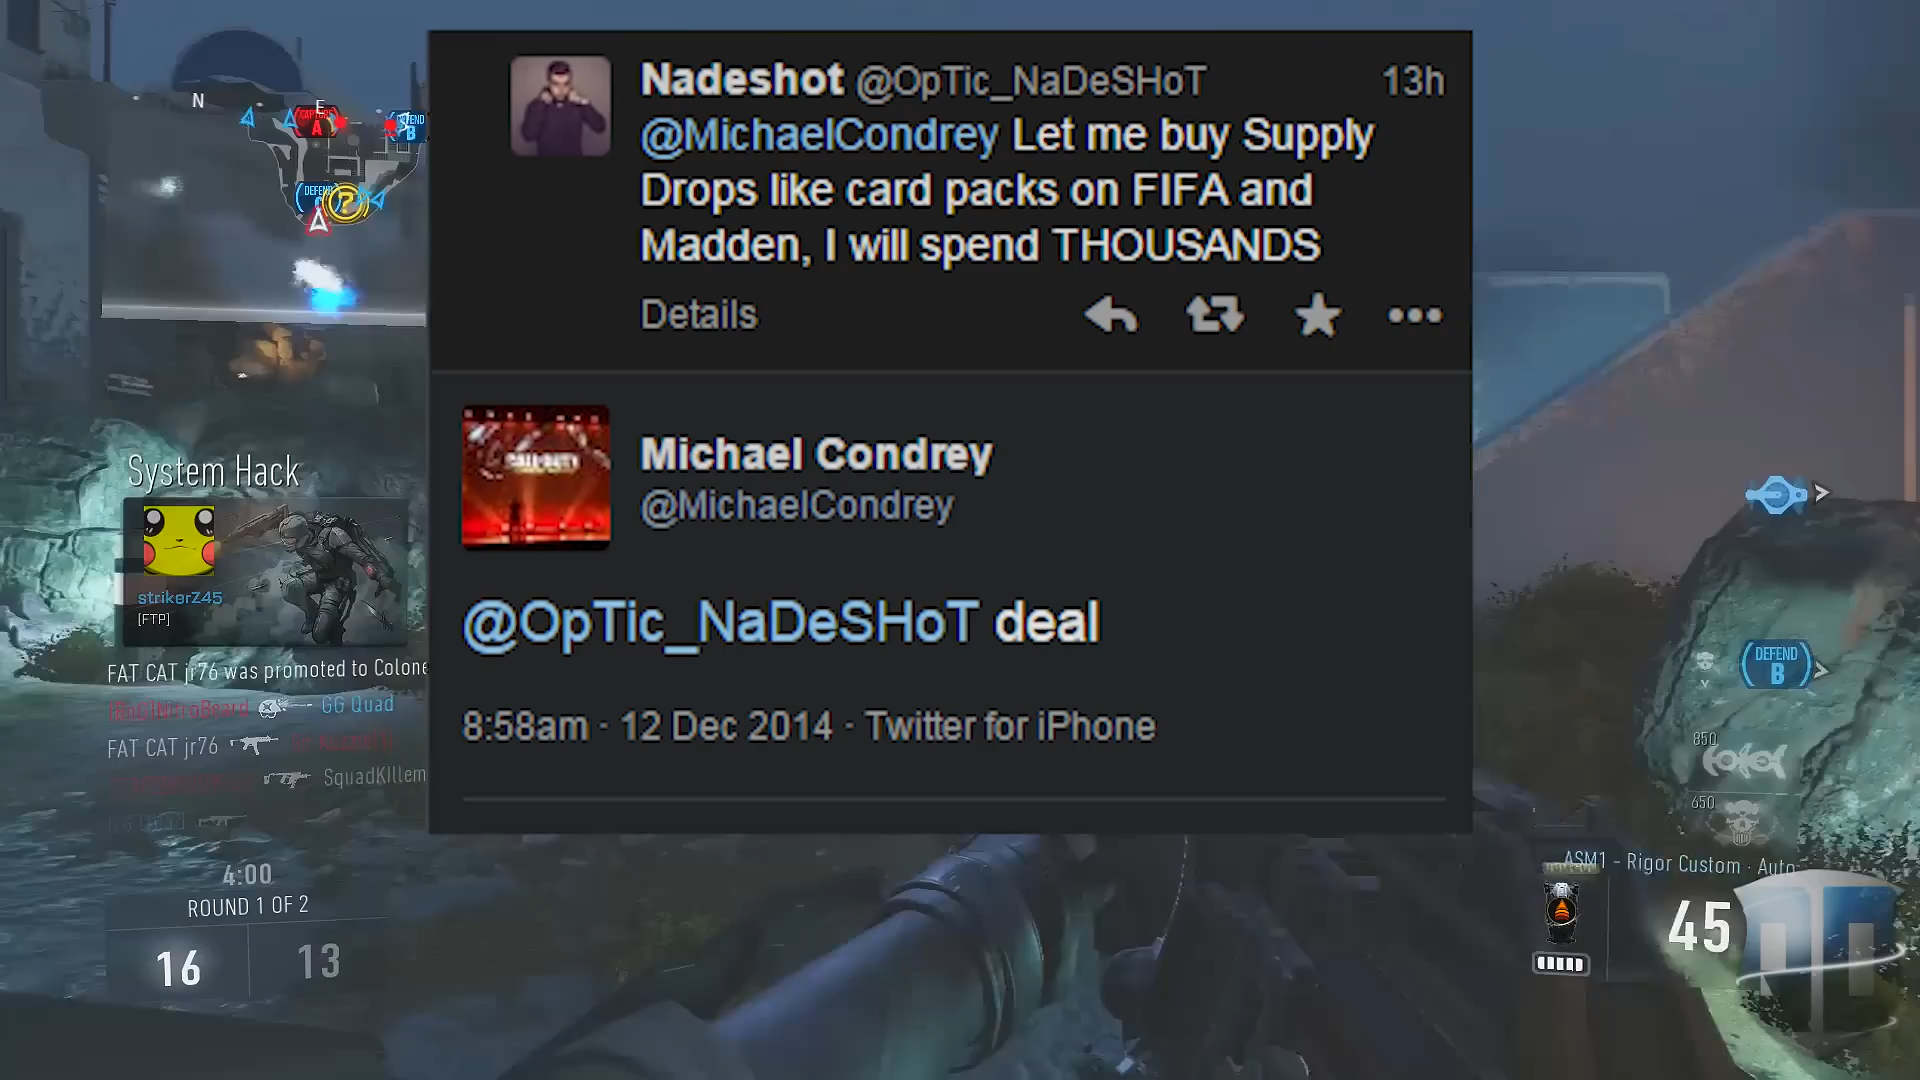 Nadeshot @OpTic_NaDeSHoT 13h
@MichaelCondrey Let me buy Supply
Drops like card packs on FIFA and
Madden, I will spend THOUSANDS
Details
Michael Condrey
@MichaelCondrey
@OpTic_NaDeSHoT deal
8:58am · 12 Dec 2014 · Twitter for iPhone
N
E
CAPTURE
A
DEFEND
B
DEFEND
C
?
System Hack
strikerZ45
[FTP]
FAT CAT jr76 was promoted to Colone
GG Quad
FAT CAT jr76
SquadKIllem
4:00
ROUND 1 OF 2
16
13
DEFEND
B
850
650
ASM1 - Rigor Custom · Auto
45